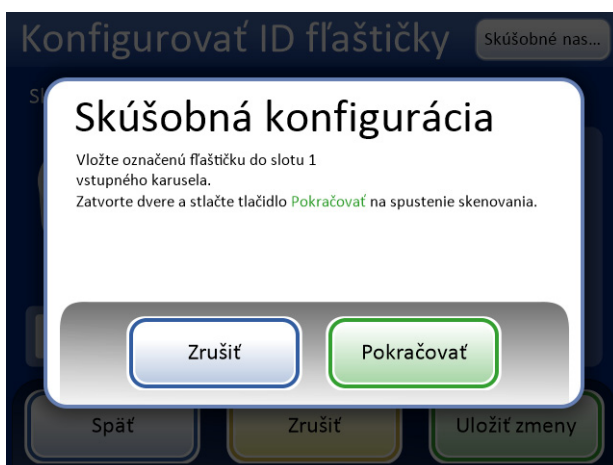 Konfigurovať ID fľaštičky
Skúšobné nas...
Skúšobná konfigurácia
Vložte označenú fľaštičku do slotu 1
vstupného karusela.
Zatvorte dvere a stlačte tlačidlo Pokračovať na spustenie skenovania.
Zrušiť
Pokračovať
Späť
Zrušiť
Uložiť zmeny